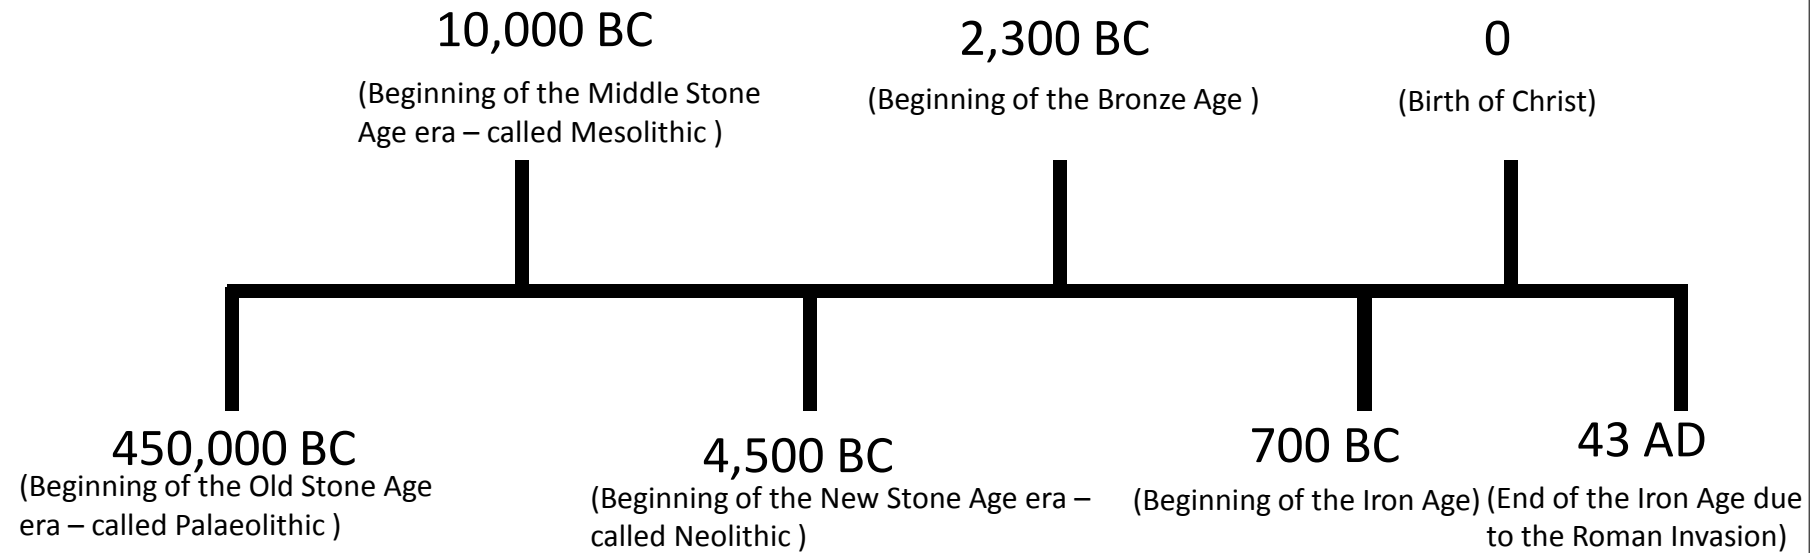 10,000 BC
(Beginning of the Middle Stone
Age era – called Mesolithic )
2,300 BC
(Beginning of the Bronze Age )
0
(Birth of Christ)
450,000 BC
(Beginning of the Old Stone Age
era – called Palaeolithic )
4,500 BC
(Beginning of the New Stone Age era –
called Neolithic )
700 BC
(Beginning of the Iron Age)
43 AD
(End of the Iron Age due
to the Roman Invasion)